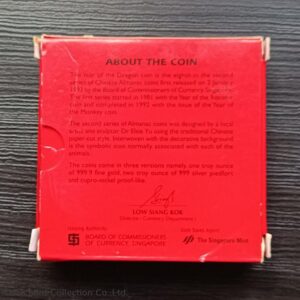 ABOUT THE COIN
The Year of the Dragon coin is the eighth in the second
series of Chinese Almanac coins first released on 2 January
1993 by the Board of Commissioners of Currency, Singapore.
The first series started in 1981 with the Year of the Rooster
coin and completed in 1992 with the issue of the Year of
the Monkey coin.
The second series of Almanac coins was designed by a local
artist and sculptor Dr Elsie Yu using the traditional Chinese
paper cut style. Interwoven with the decorative background
is the symbolic icon normally associated with each of the
animals.
The coins come in three versions namely, one troy ounce
of 999.9 fine gold, two troy ounce of 999 silver piedfort and
cupro-nickel proof-like.
LOW SIANG KOK
Director (Currency Department)
Issuing Authority
BOARD OF COMMISSIONERS
OF CURRENCY, SINGAPORE
Sole Sales Agent
The Singapore Mint